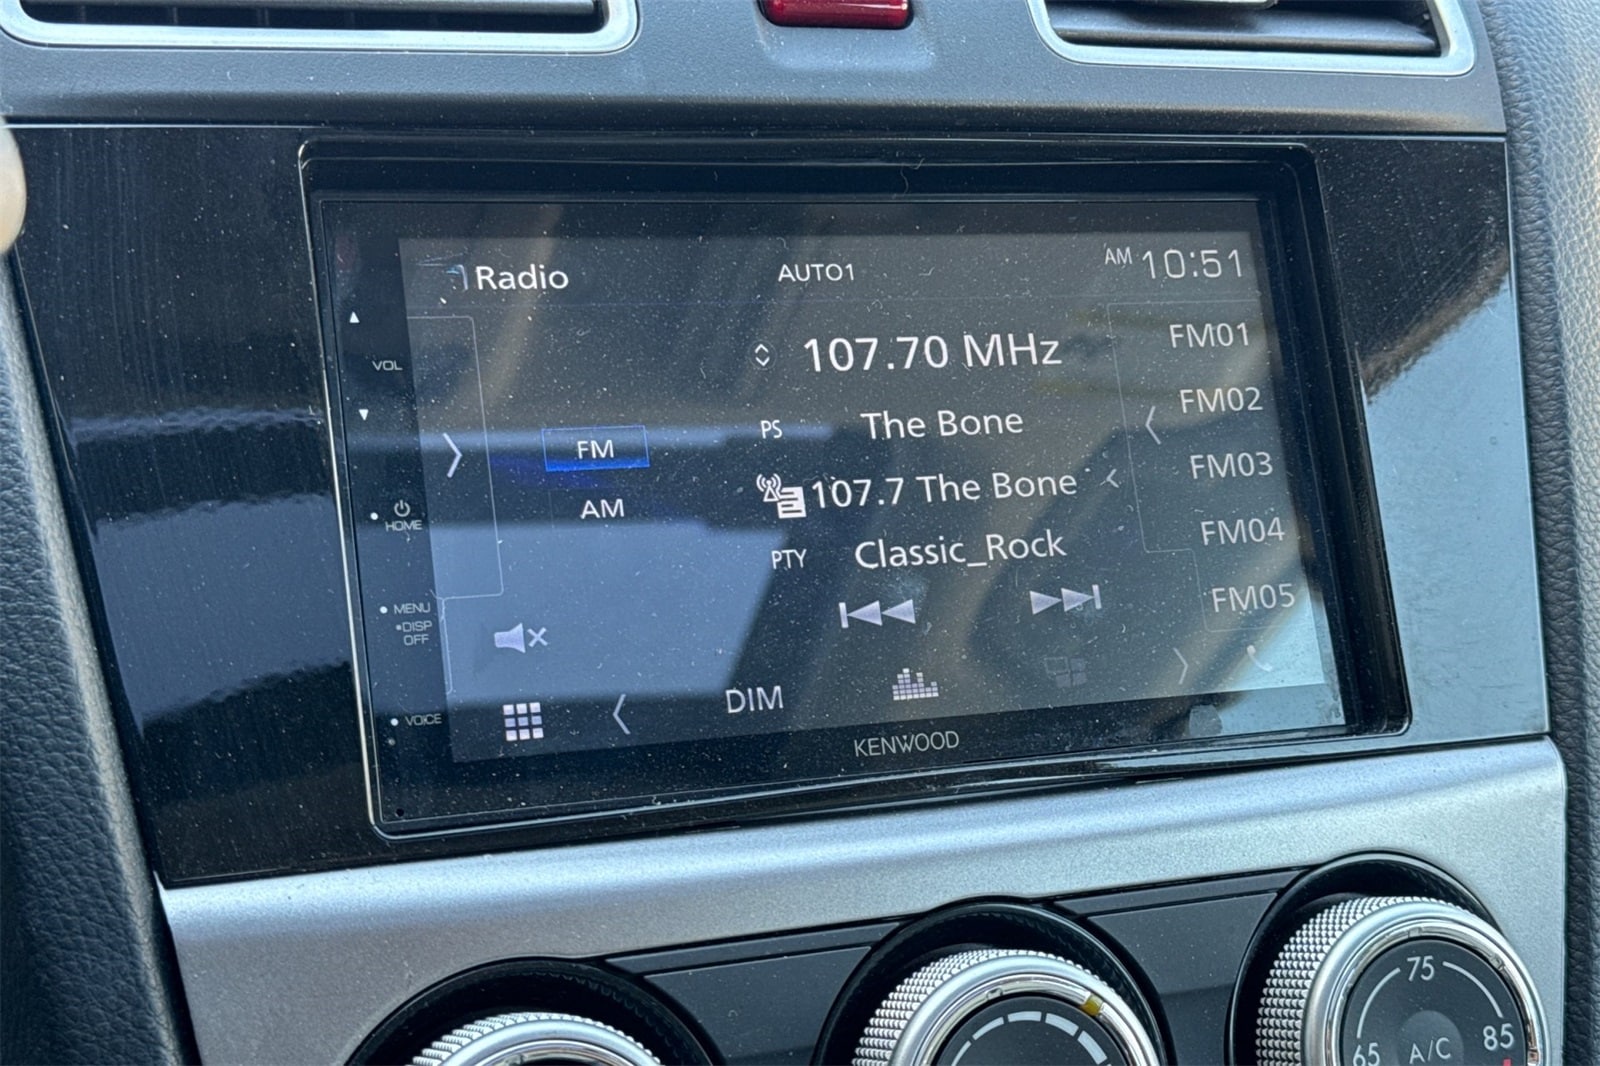 Radio
AUTO1
AM 10:51
107.70 MHz
FM01
VOL
PS The Bone
FM02
FM
107.7 The Bone
FM03
HOME
AM
PTY Classic_Rock
FM04
MENU
•DISP
OFF
FM05
VOICE
DIM
KENWOOD
75
65
A/C
85